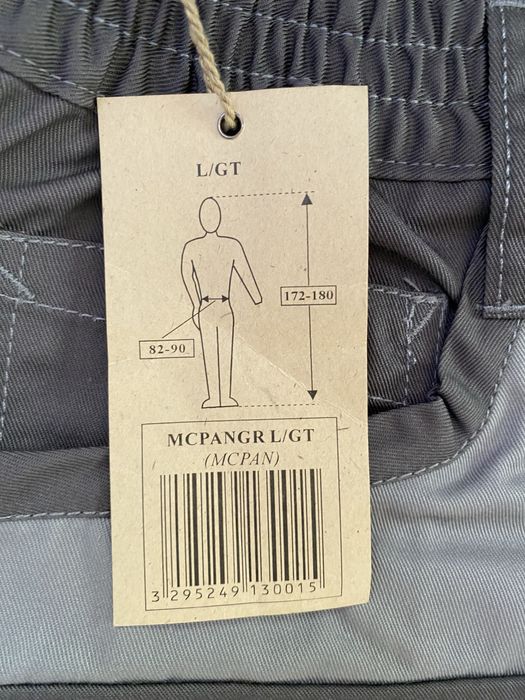 L/GT
172-180
82-90
MCPANGR L/GT
(MCPAN)
3 295249 130015